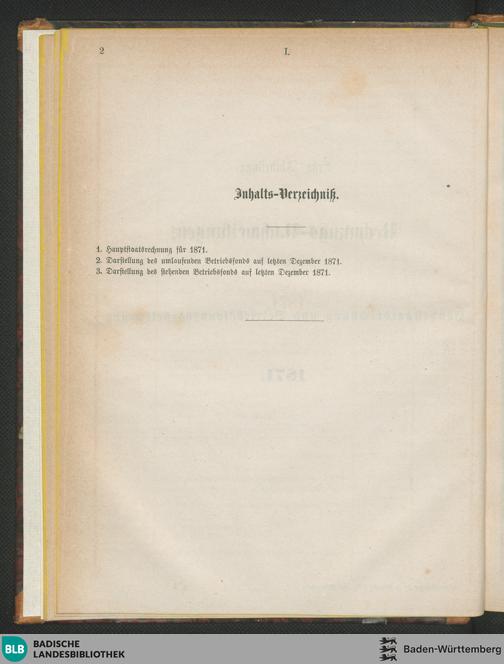 2
I.
Inhalts-Verzeichniß.
1. Hauptstaatsrechnung für 1871.
2. Darstellung des umlaufenden Betriebsfonds auf letzten Dezember 1871.
3. Darstellung des stehenden Betriebsfonds auf letzten Dezember 1871.
BLB BADISCHE
LANDESBIBLIOTHEK
Baden-Württemberg